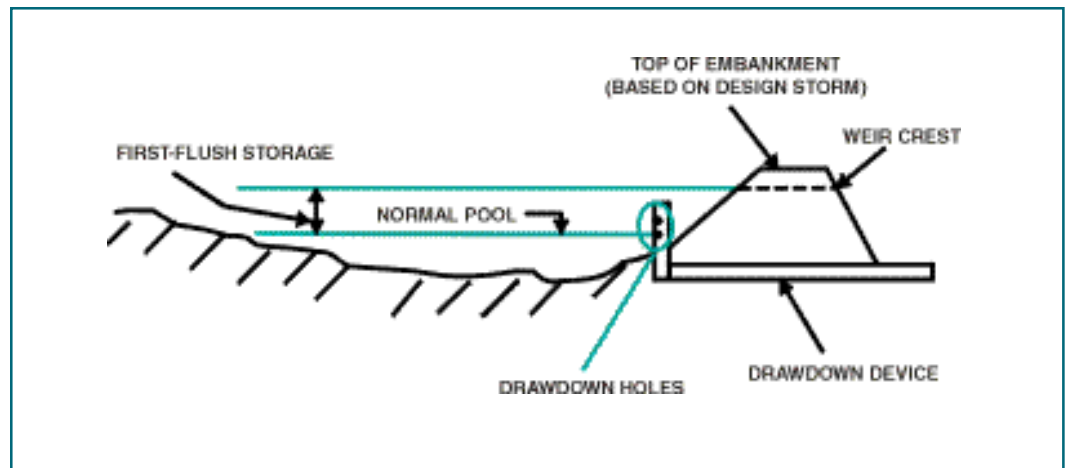 TOP OF EMBANKMENT
(BASED ON DESIGN STORM)
WEIR CREST
FIRST-FLUSH STORAGE
NORMAL POOL
DRAWDOWN HOLES
DRAWDOWN DEVICE